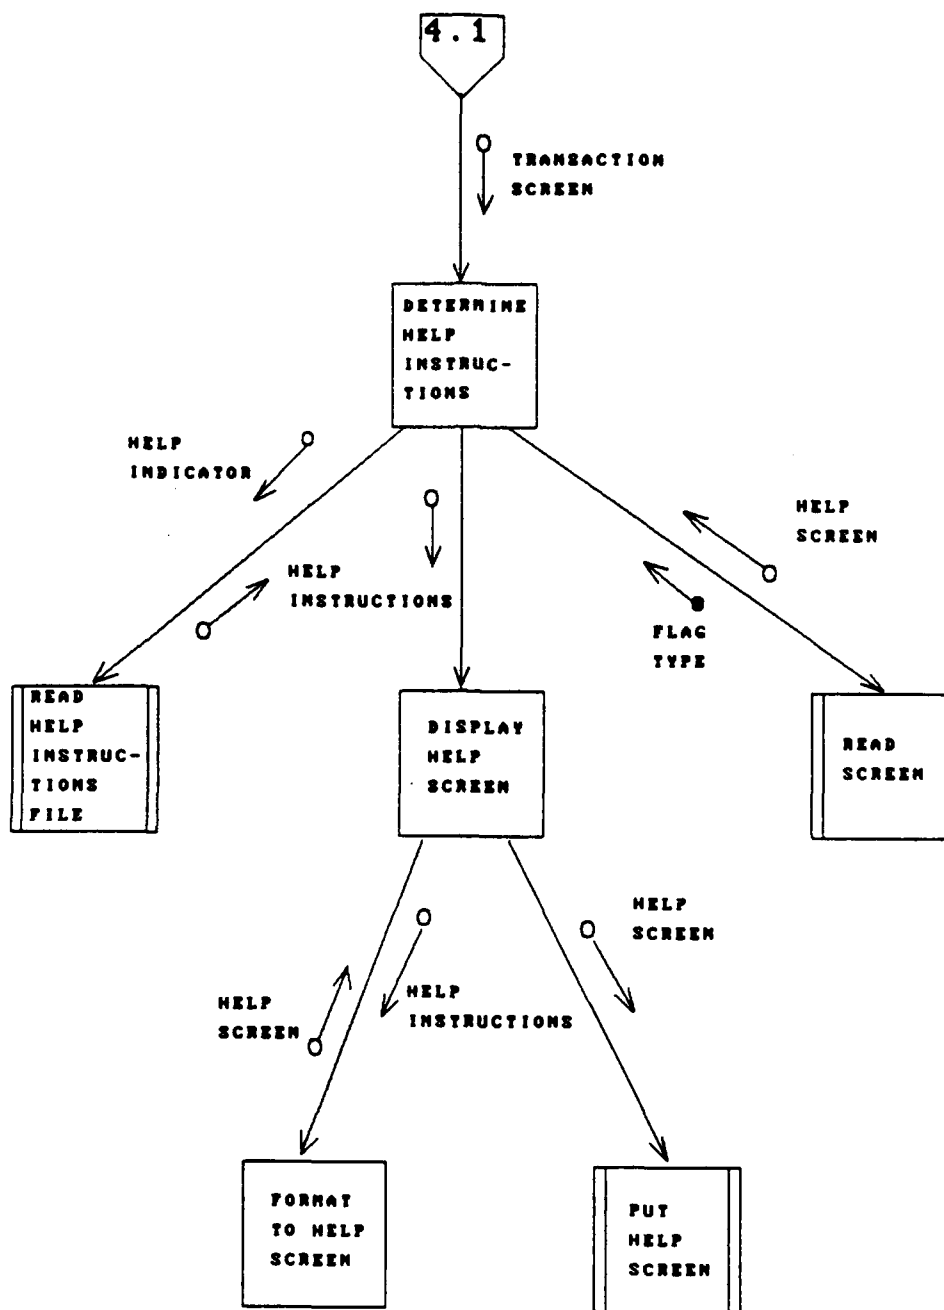 4.1
TRANSACTION
SCREEN
DETERMINE
HELP
INSTRUC-
TIONS
HELP
INDICATOR
HELP
INSTRUCTIONS
HELP
SCREEN
FLAG
TYPE
READ
HELP
INSTRUC-
TIONS
FILE
DISPLAY
HELP
SCREEN
READ
SCREEN
HELP
SCREEN
HELP
INSTRUCTIONS
HELP
SCREEN
FORMAT
TO HELP
SCREEN
PUT
HELP
SCREEN